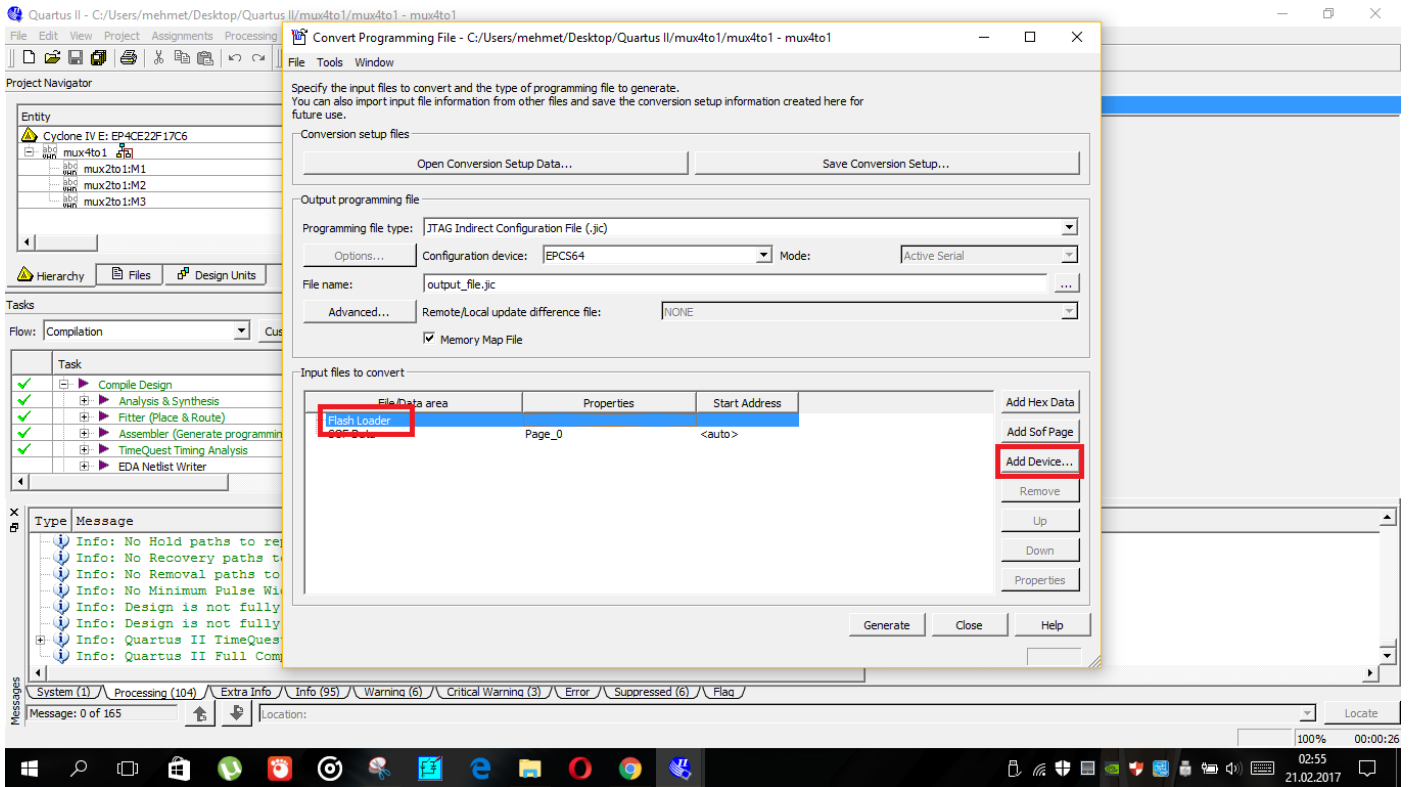 Quartus II - C:/Users/mehmet/Desktop/Quartus II/mux4to1/mux4to1 - mux4to1
File Edit View Project Assignments Processing
Project Navigator
Entity
Cyclone IV E: EP4CE22F17C6
mux4to1
mux2to1:M1
mux2to1:M2
mux2to1:M3
Hierarchy Files Design Units
Tasks
Flow: Compilation
Task
Compile Design
Analysis & Synthesis
Fitter (Place & Route)
Assembler (Generate programmin
TimeQuest Timing Analysis
EDA Netlist Writer
Convert Programming File - C:/Users/mehmet/Desktop/Quartus II/mux4to1/mux4to1 - mux4to1
File Tools Window
Specify the input files to convert and the type of programming file to generate.
You can also import input file information from other files and save the conversion setup information created here for
future use.
Conversion setup files
Open Conversion Setup Data... Save Conversion Setup...
Output programming file
Programming file type: JTAG Indirect Configuration File (.jic)
Options... Configuration device: EPCS64 Mode: Active Serial
File name: output_file.jic ...
Advanced... Remote/Local update difference file: NONE
Memory Map File
Input files to convert
File/Data area Properties Start Address
Flash Loader
SOF Data Page_0 <auto>
Add Hex Data
Add Sof Page
Add Device...
Remove
Up
Down
Properties
Generate Close Help
Type Message
Info: No Hold paths to re
Info: No Recovery paths t
Info: No Removal paths to
Info: No Minimum Pulse Wi
Info: Design is not fully
Info: Design is not fully
Info: Quartus II TimeQues
Info: Quartus II Full Com
Messages
System (1) Processing (104) Extra Info Info (95) Warning (6) Critical Warning (3) Error Suppressed (6) Flag
Message: 0 of 165 Location: Locate
100% 00:00:26
02:55
21.02.2017